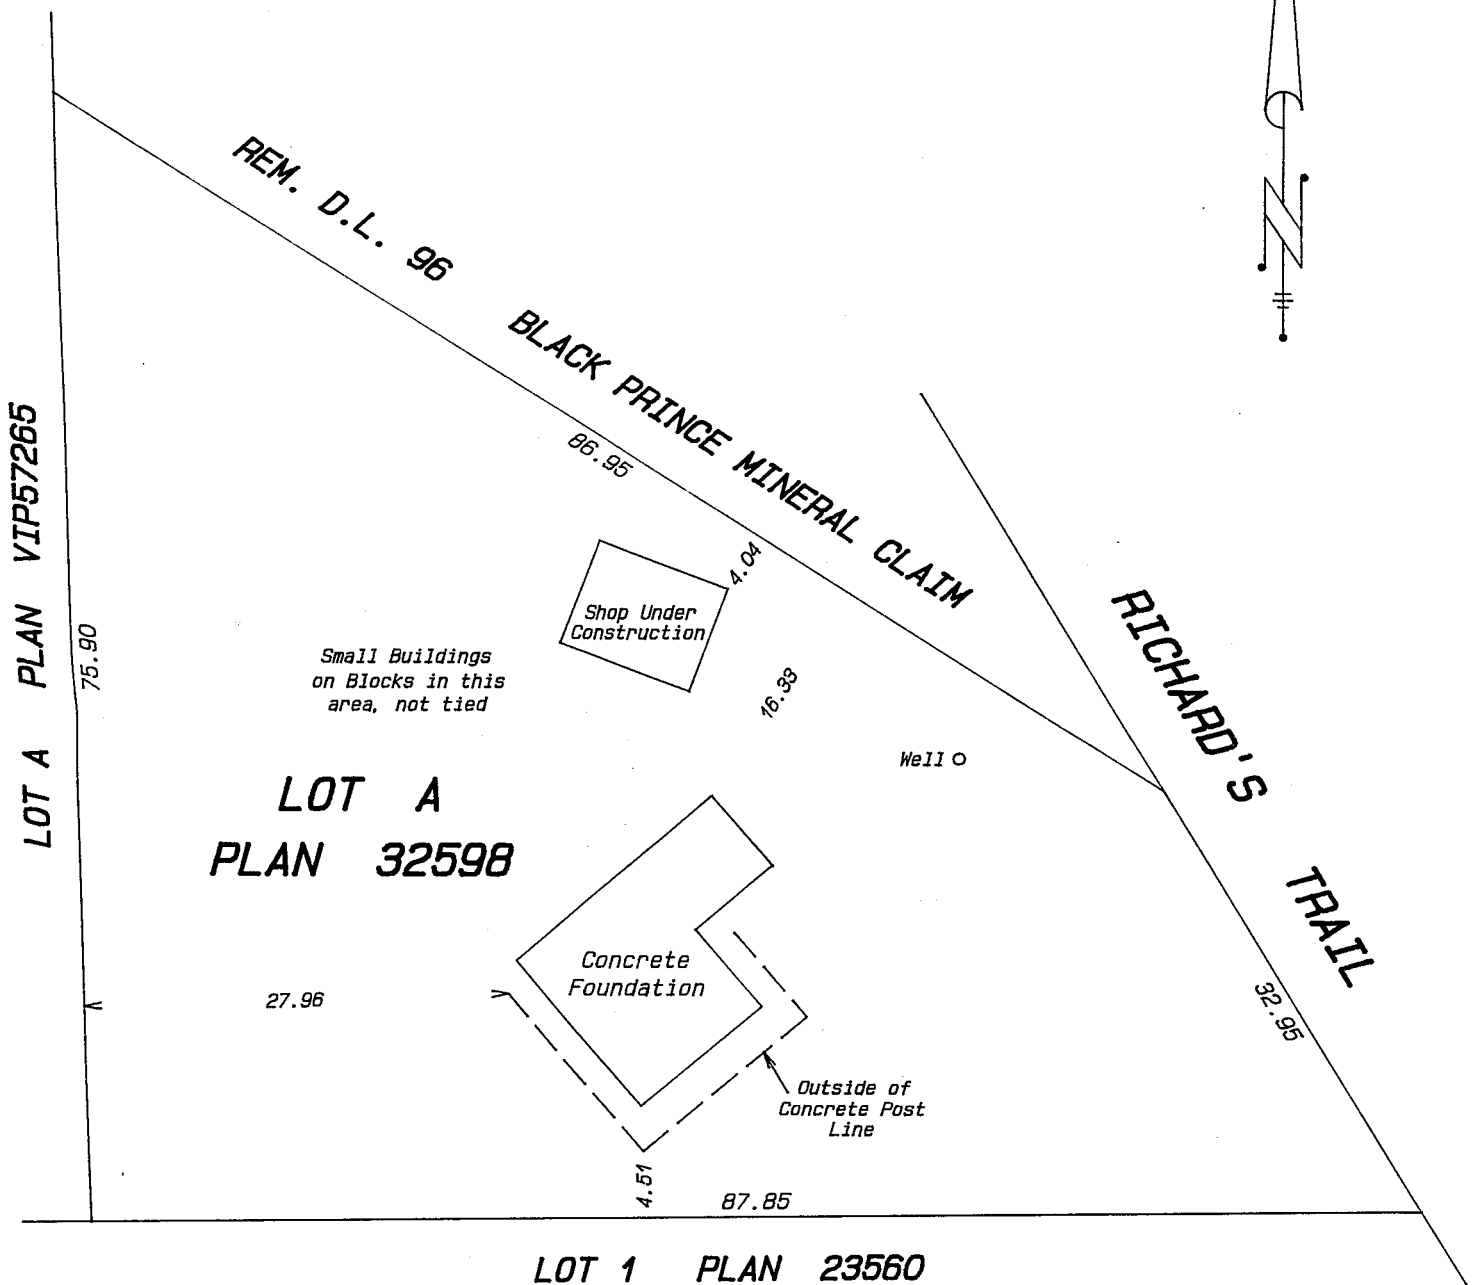 N
REM. D.L. 96 BLACK PRINCE MINERAL CLAIM
86.95
LOT A PLAN VIP57265
75.90
4.04
Shop Under
Construction
RICHARD'S TRAIL
Small Buildings
on Blocks in this
area, not tied
16.33
Well
LOT A
PLAN 32598
Concrete
Foundation
27.96
32.95
Outside of
Concrete Post
Line
4.51
87.85
LOT 1 PLAN 23560